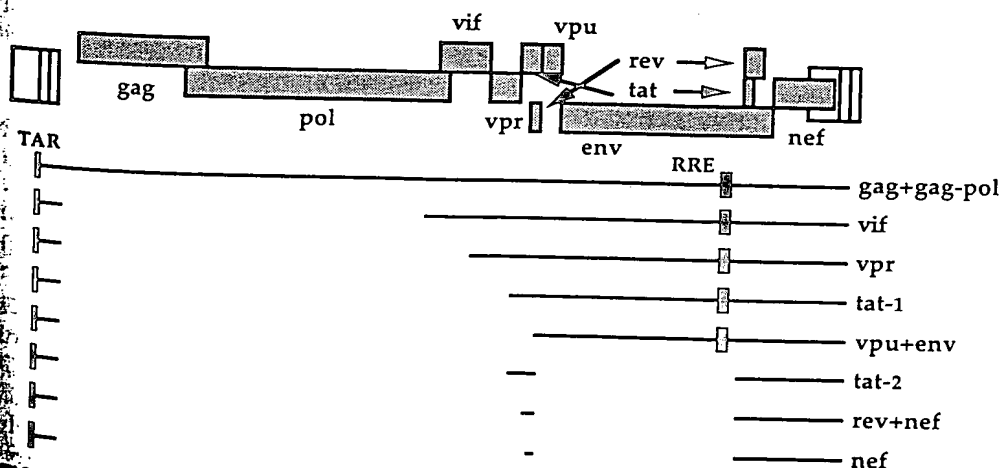 vif
vpu
rev
tat
gag
pol
vpr
env
nef
TAR
RRE
gag+gag-pol
vif
vpr
tat-1
vpu+env
tat-2
rev+nef
nef